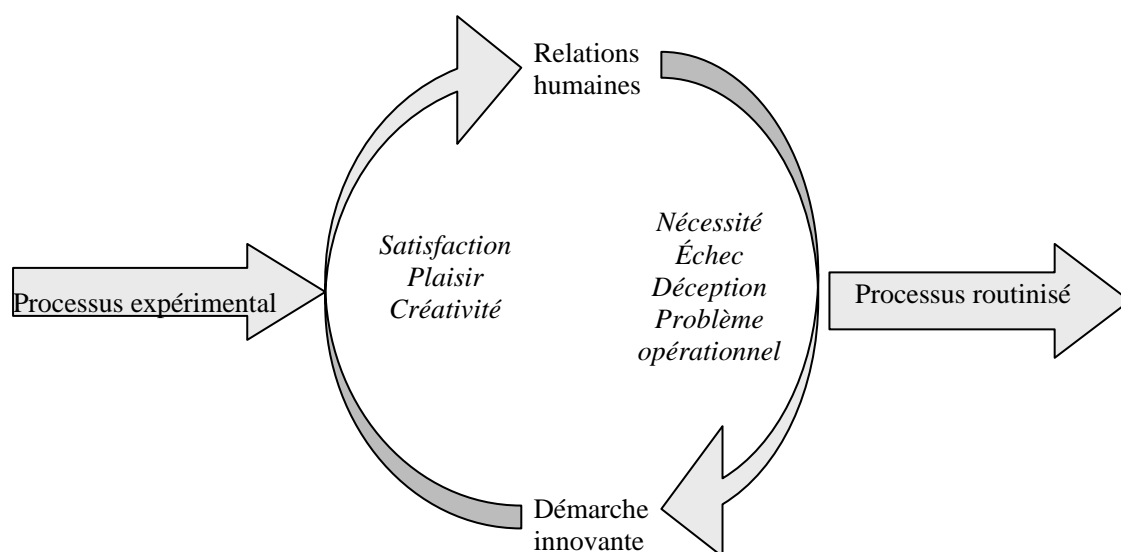 Relations
humaines
Satisfaction
Plaisir
Créativité
Nécessité
Échec
Déception
Problème
opérationnel
Processus expérimental
Processus routinisé
Démarche
innovante